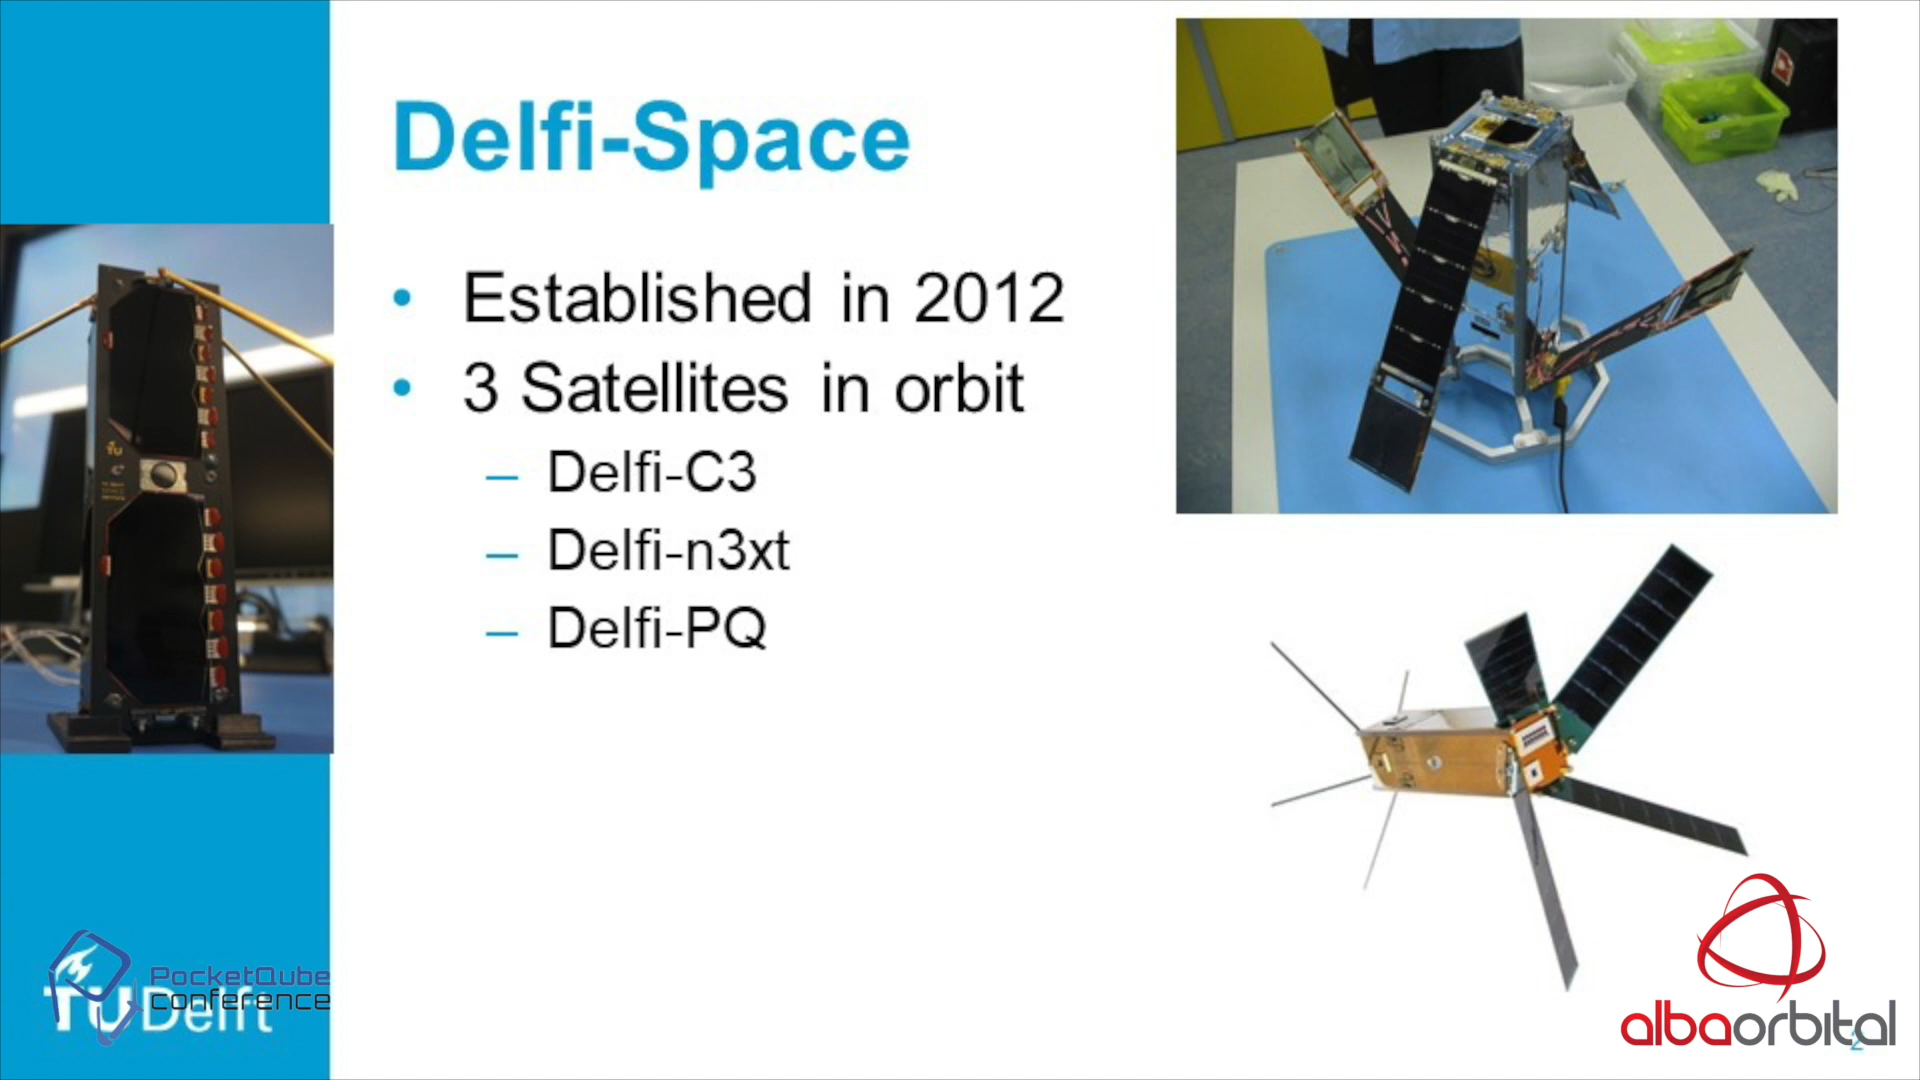 Delfi-Space
• Established in 2012
• 3 Satellites in orbit
– Delfi-C3
– Delfi-n3xt
– Delfi-PQ
PocketQube
conference
TU Delft
albaorbital
2